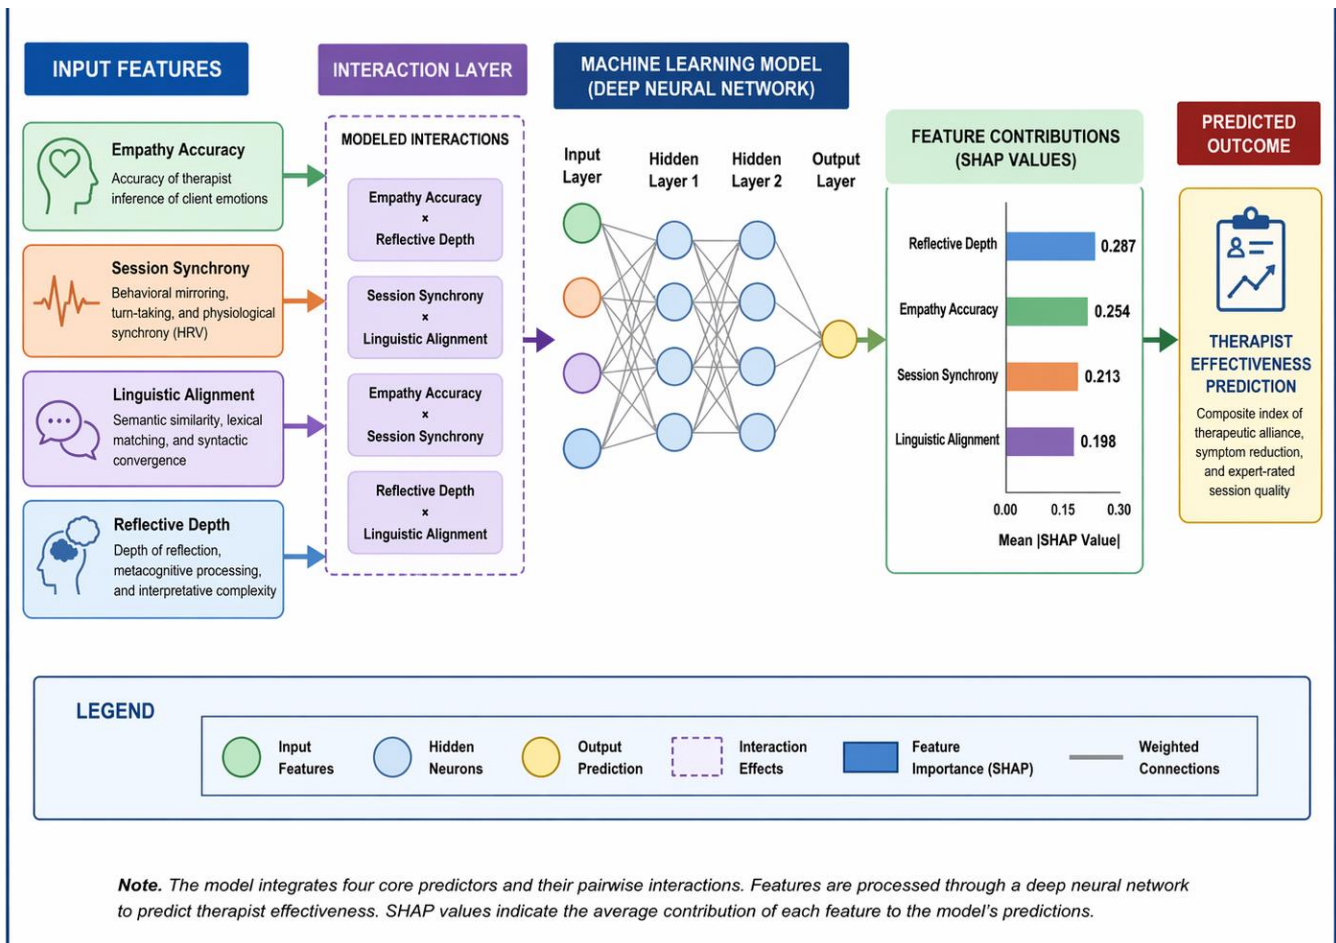 INPUT FEATURES
Empathy Accuracy
Accuracy of therapist
inference of client emotions
Session Synchrony
Behavioral mirroring,
turn-taking, and physiological
synchrony (HRV)
Linguistic Alignment
Semantic similarity, lexical
matching, and syntactic
convergence
Reflective Depth
Depth of reflection,
metacognitive processing,
and interpretative complexity
INTERACTION LAYER
MODELED INTERACTIONS
Empathy Accuracy
×
Reflective Depth
Session Synchrony
×
Linguistic Alignment
Empathy Accuracy
×
Session Synchrony
Reflective Depth
×
Linguistic Alignment
MACHINE LEARNING MODEL
(DEEP NEURAL NETWORK)
Input
Layer
Hidden
Layer 1
Hidden
Layer 2
Output
Layer
FEATURE CONTRIBUTIONS
(SHAP VALUES)
Reflective Depth 0.287
Empathy Accuracy 0.254
Session Synchrony 0.213
Linguistic Alignment 0.198
0.00 0.15 0.30
Mean |SHAP Value|
PREDICTED
OUTCOME
THERAPIST
EFFECTIVENESS
PREDICTION
Composite index of
therapeutic alliance,
symptom reduction,
and expert-rated
session quality
LEGEND
Input
Features
Hidden
Neurons
Output
Prediction
Interaction
Effects
Feature
Importance (SHAP)
Weighted
Connections
Note. The model integrates four core predictors and their pairwise interactions. Features are processed through a deep neural network
to predict therapist effectiveness. SHAP values indicate the average contribution of each feature to the model's predictions.